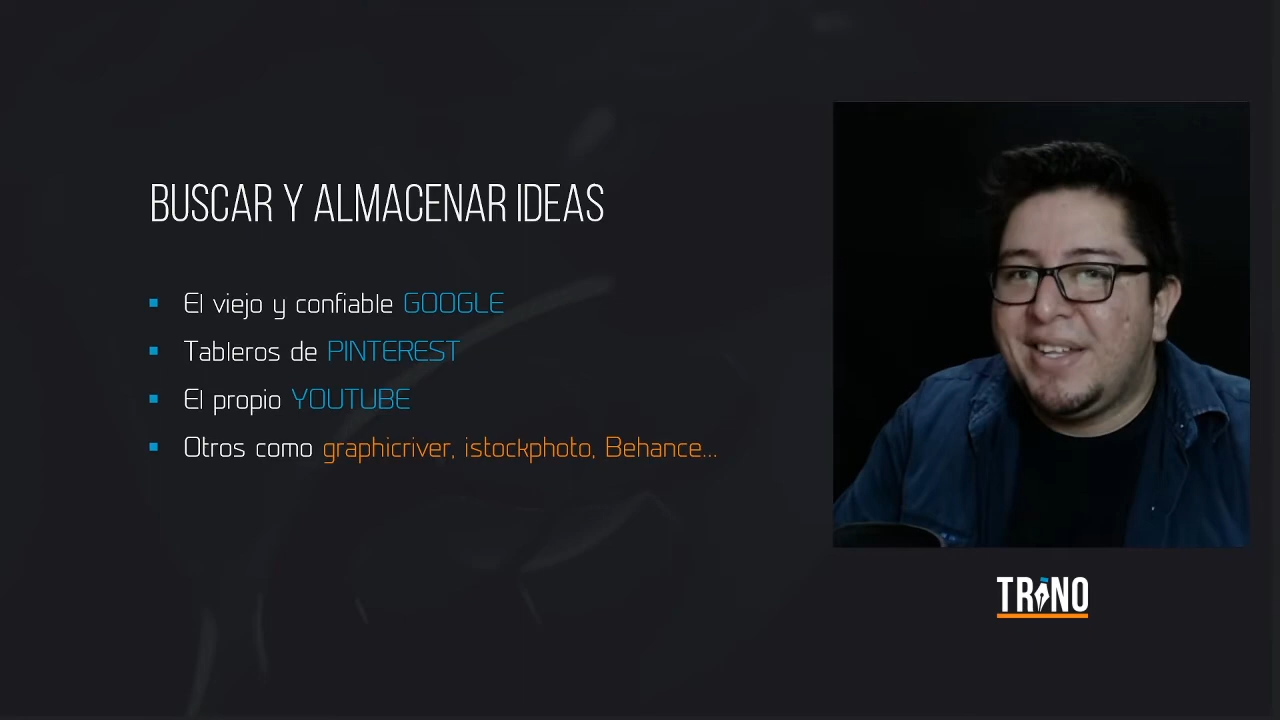 BUSCAR Y ALMACENAR IDEAS
El viejo y confiable GOOGLE
Tableros de PINTEREST
El propio YOUTUBE
Otros como graphicriver, istockphoto, Behance...
TRINO